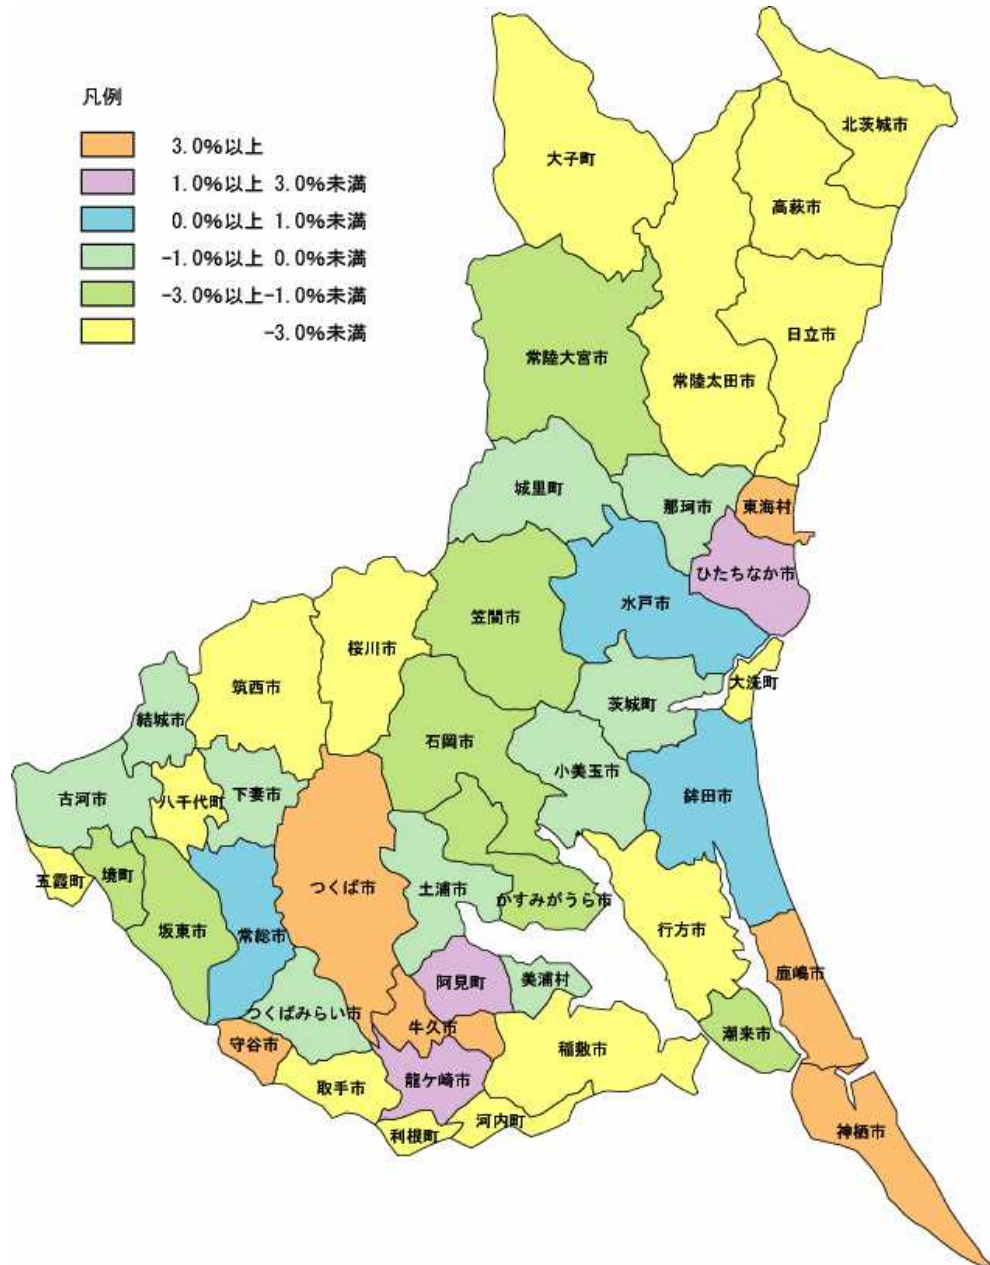 凡例
3.0%以上
1.0%以上 3.0%未満
0.0%以上 1.0%未満
-1.0%以上 0.0%未満
-3.0%以上-1.0%未満
-3.0%未満
北茨城市
大子町
高萩市
日立市
常陸大宮市
常陸太田市
城里町
那珂市
東海村
ひたちなか市
水戸市
笠間市
桜川市
筑西市
大洗町
茨城町
結城市
石岡市
小美玉市
古河市
八千代町
下妻市
鉾田市
五霞町
境町
つくば市
土浦市
かすみがうら市
坂東市
常総市
行方市
鹿嶋市
阿見町
美浦村
つくばみらい市
牛久市
潮来市
守谷市
稲敷市
取手市
龍ケ崎市
利根町
河内町
神栖市